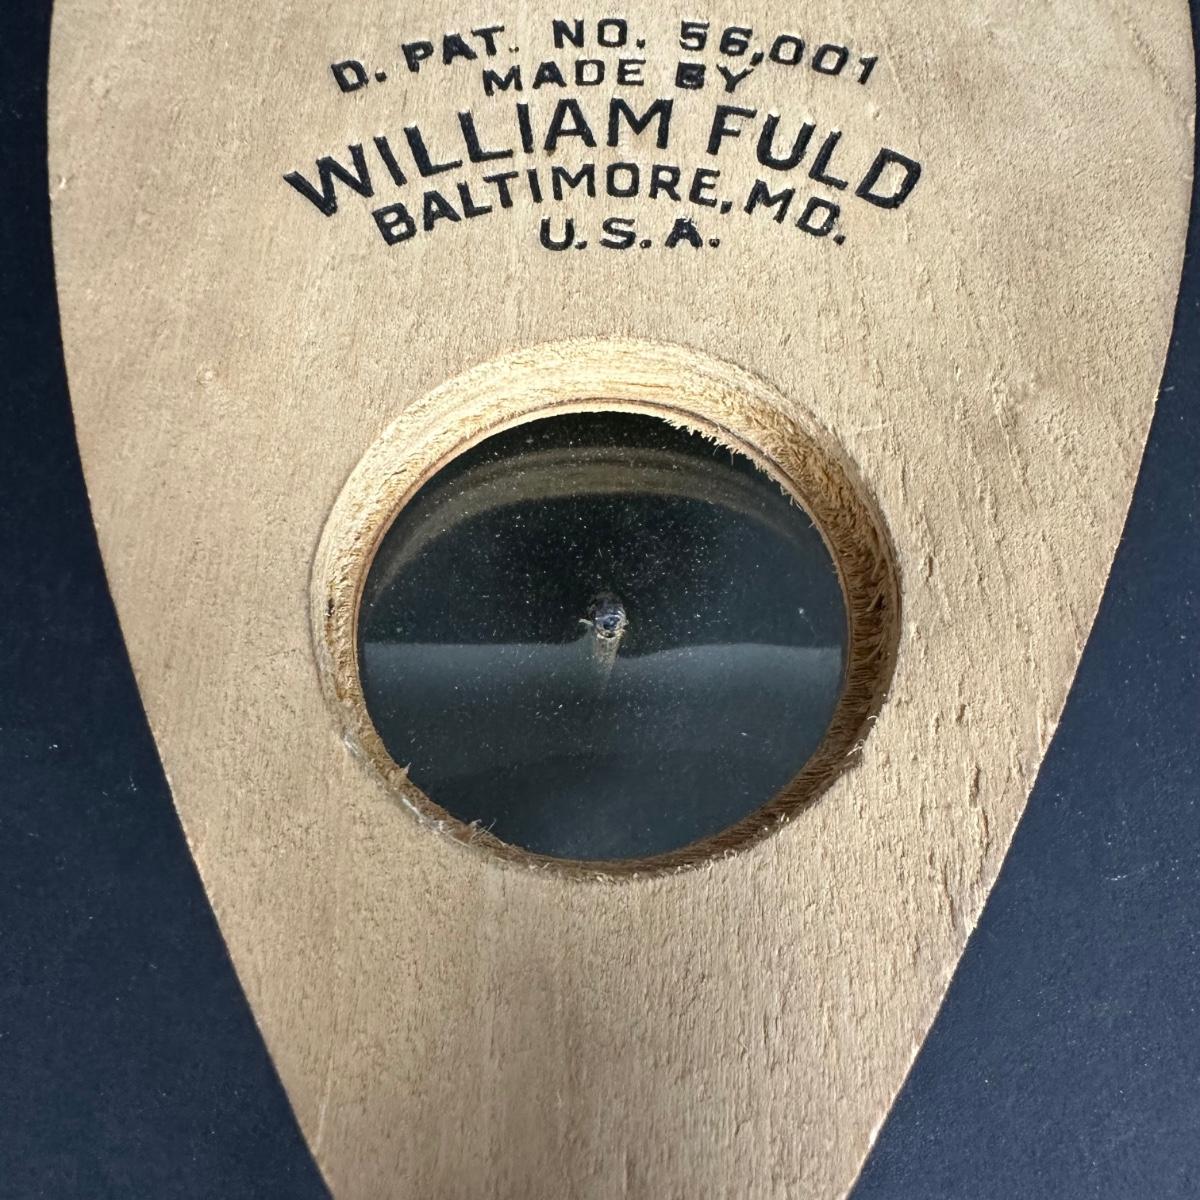 D. PAT. NO. 56,001
MADE BY
WILLIAM FULD
BALTIMORE, MD.
U.S.A.